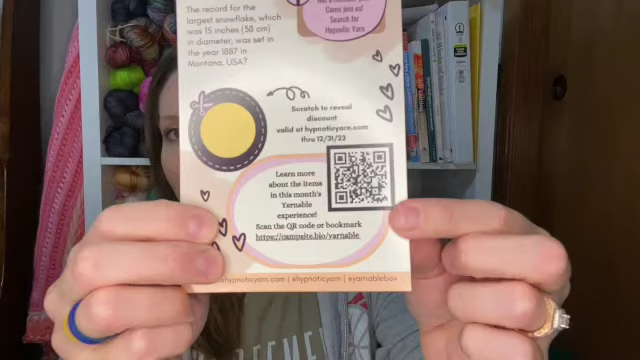 The record for the
largest snowflake, which
was 15 inches (38 cm)
in diameter, was set in
the year 1887 in
Montana, USA?
Come join us!
Search for
Hypnotic Yarn
Scratch to reveal
discount
valid at hypnoticyarn.com
thru 12/31/23
Learn more
about the items
in this month's
Yarnable
experience!
Scan the QR code or bookmark
https://campsite.bio/yarnable
hypnoticyarn.com | #hypnoticyarn | #yarnablebox